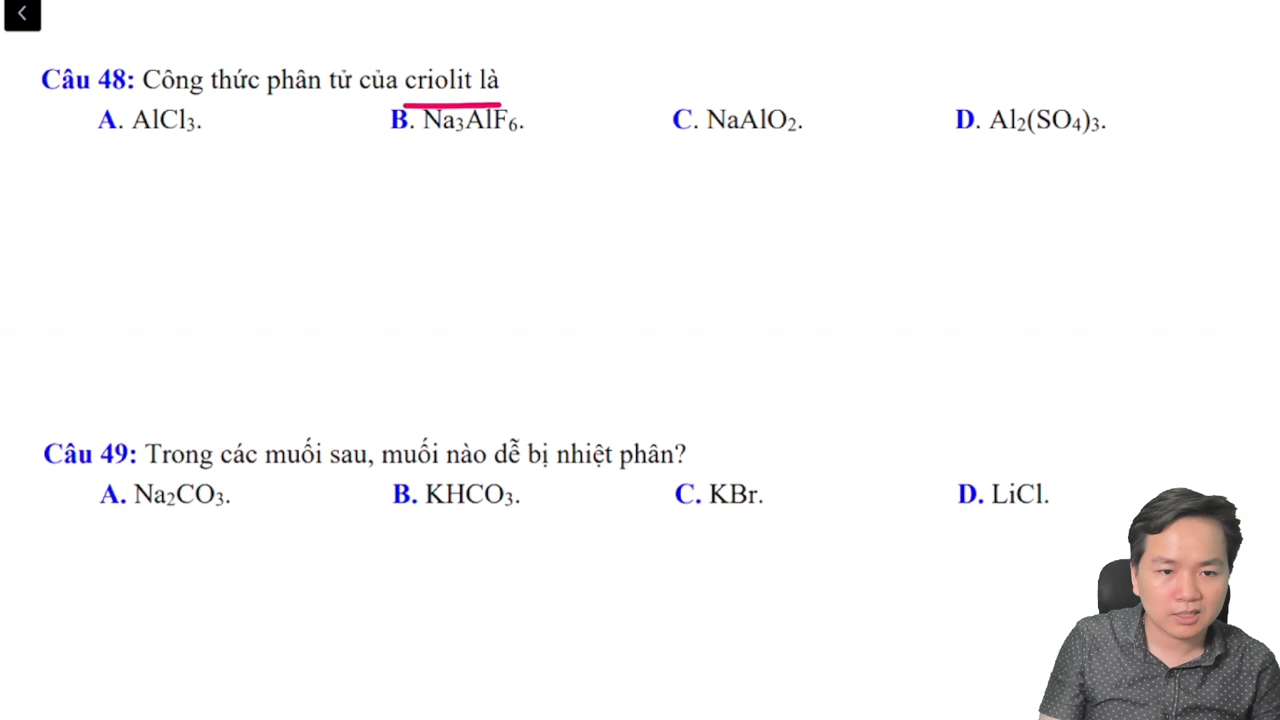 Câu 48: Công thức phân tử của criolit là
A. AlCl₃. B. Na₃AlF₆. C. NaAlO₂. D. Al₂(SO₄)₃.
Câu 49: Trong các muối sau, muối nào dễ bị nhiệt phân?
A. Na₂CO₃. B. KHCO₃. C. KBr. D. LiCl.